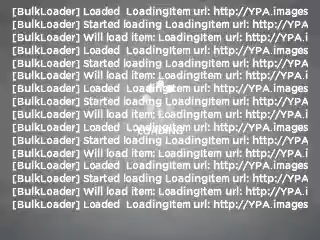 [BulkLoader] Loaded  LoadingItem url: http://YPA.images
[BulkLoader] Started loading LoadingItem url: http://YPA
[BulkLoader] Will load item: LoadingItem url: http://YPA.i
[BulkLoader] Loaded  LoadingItem url: http://YPA.images
[BulkLoader] Started loading LoadingItem url: http://YPA
[BulkLoader] Will load item: LoadingItem url: http://YPA.i
[BulkLoader] Loaded  LoadingItem url: http://YPA.images
[BulkLoader] Started loading LoadingItem url: http://YPA
[BulkLoader] Will load item: LoadingItem url: http://YPA.i
[BulkLoader] Loaded  LoadingItem url: http://YPA.images
LOADING
[BulkLoader] Started loading LoadingItem url: http://YPA
[BulkLoader] Will load item: LoadingItem url: http://YPA.i
[BulkLoader] Loaded  LoadingItem url: http://YPA.images
[BulkLoader] Started loading LoadingItem url: http://YPA
[BulkLoader] Will load item: LoadingItem url: http://YPA.i
[BulkLoader] Loaded  LoadingItem url: http://YPA.images